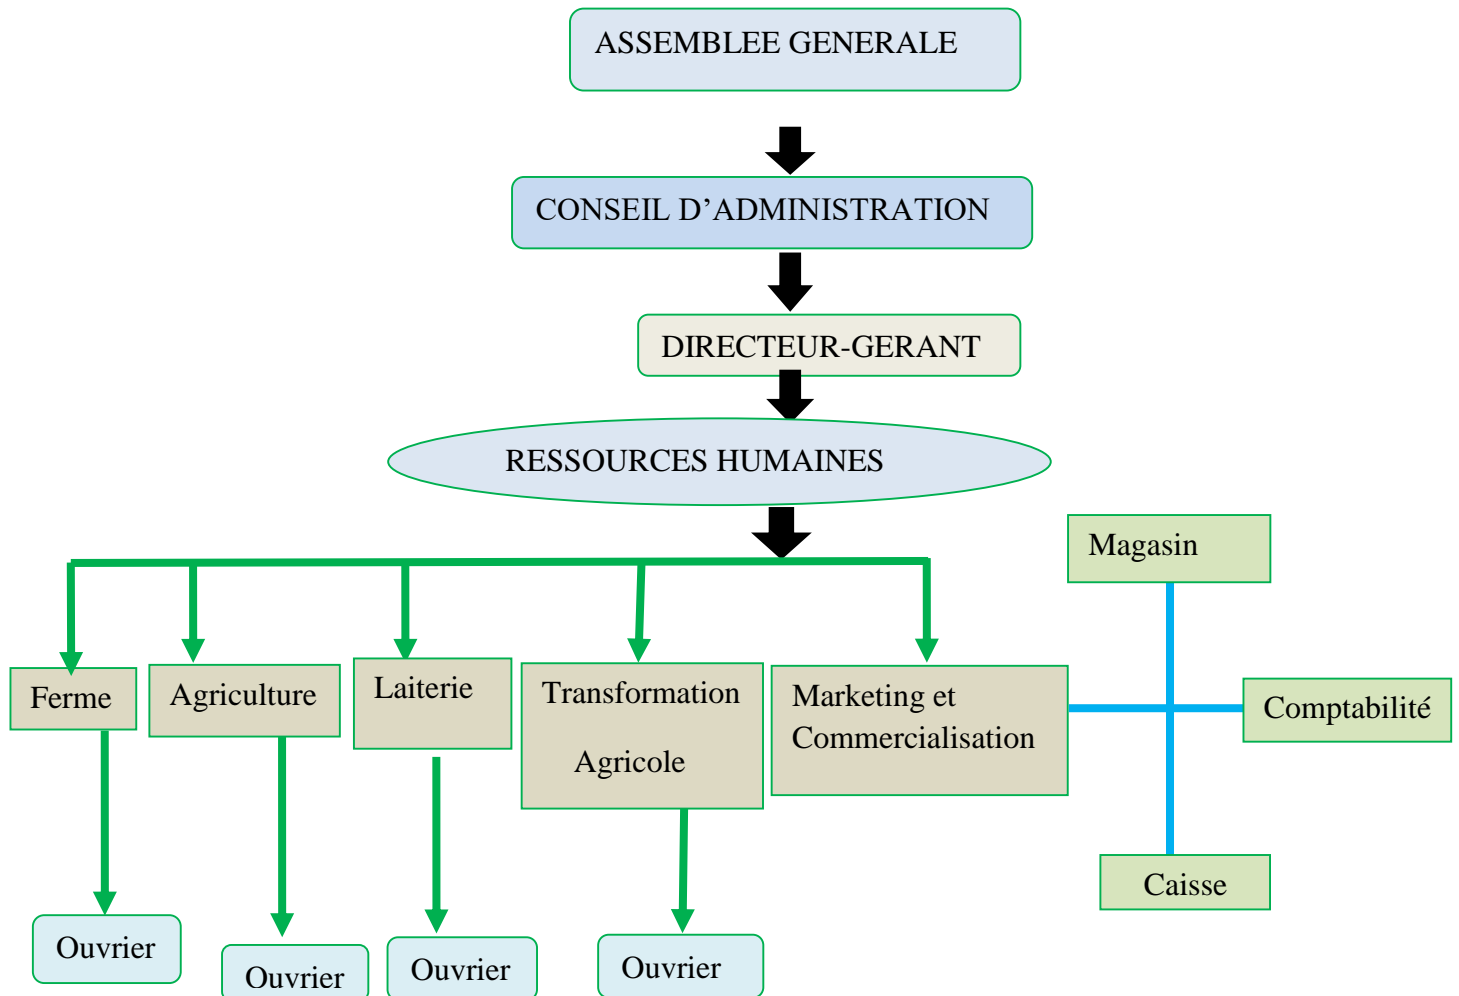 ASSEMBLEE GENERALE
CONSEIL D’ADMINISTRATION
DIRECTEUR-GERANT
RESSOURCES HUMAINES
Magasin
Ferme
Agriculture
Laiterie
Transformation
Agricole
Marketing et
Commercialisation
Comptabilité
Caisse
Ouvrier
Ouvrier
Ouvrier
Ouvrier